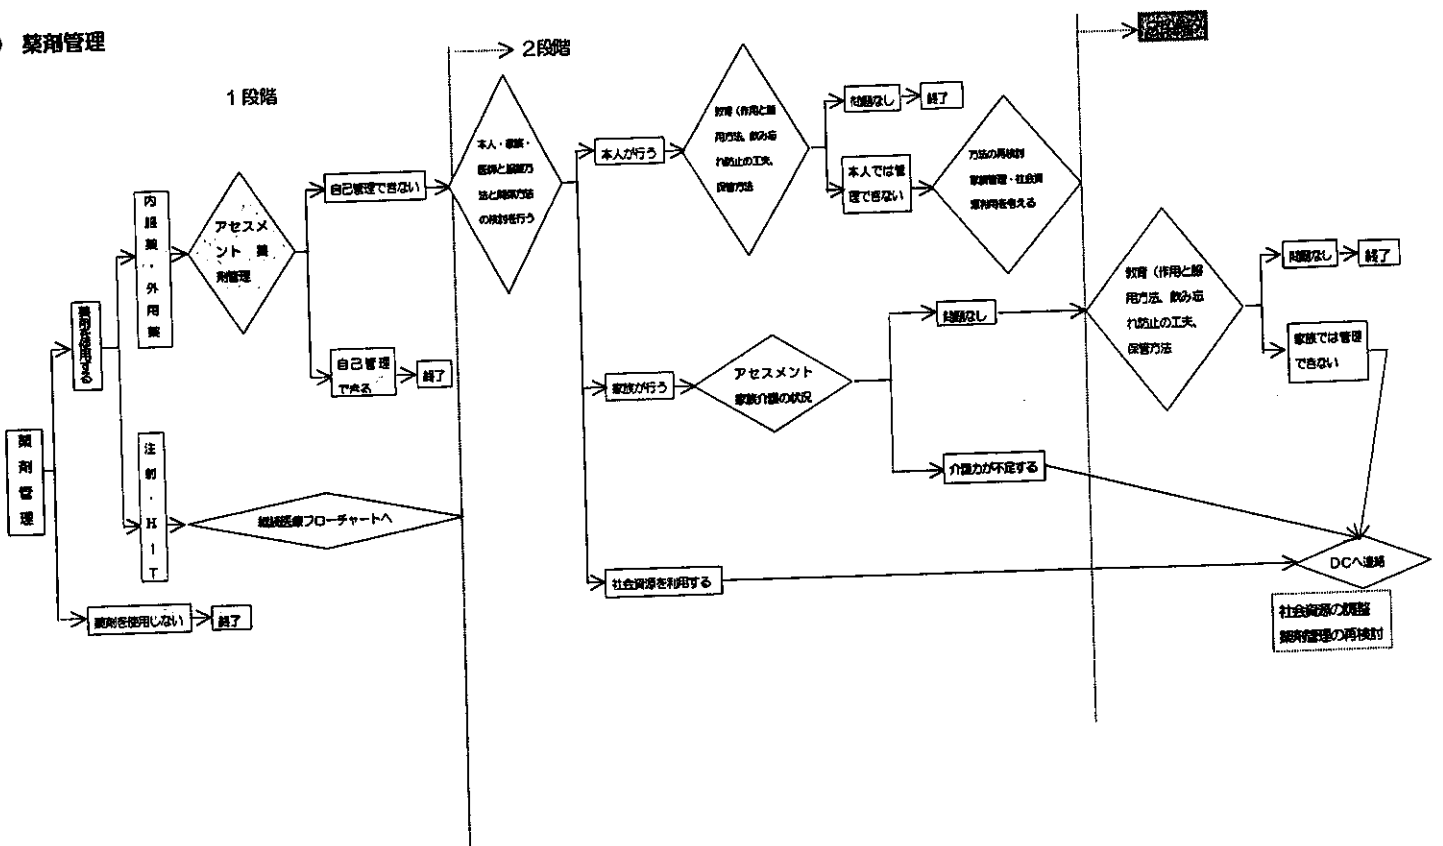 薬剤管理
1段階
2段階
薬
剤
管
理
薬剤を使用する
薬剤を使用しない
終了
内
服
薬
・
外
用
薬
注
射
・
H
I
T
アセスメ
ント 薬
剤管理
継続医療フローチャートへ
自己管理できない
自己管理
できる
終了
本人・家族・
医師と服薬方
法と
の検討を行う
本人が行う
家族が行う
社会資源を利用する
教育（作用と服
用方法、飲み忘
れ防止の工夫、
保管方法
問題なし
終了
本人では管
理できない
方法の再検討
家族管理・社会資
源利用を考える
アセスメント
家族介護の状況
問題なし
介護力が不足する
教育（作用と服
用方法、飲み忘
れ防止の工夫、
保管方法
問題なし
終了
家族では管理
できない
DCへ連絡
社会資源の調整
薬剤管理の再検討